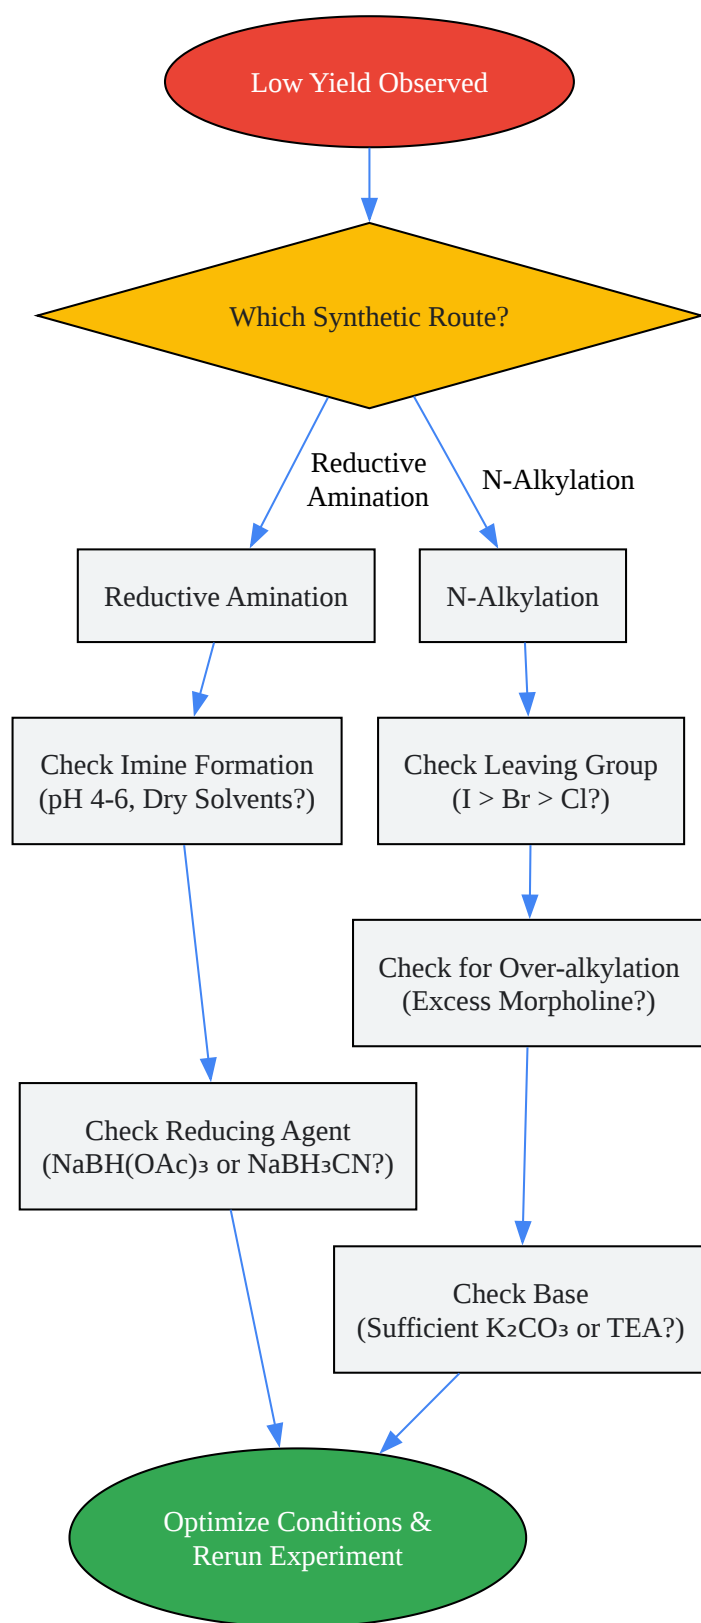 Low Yield Observed
Which Synthetic Route?
Reductive
Amination
N-Alkylation
Reductive Amination
N-Alkylation
Check Imine Formation
(pH 4-6, Dry Solvents?)
Check Leaving Group
(I > Br > Cl?)
Check for Over-alkylation
(Excess Morpholine?)
Check Reducing Agent
(NaBH(OAc)₃ or NaBH₃CN?)
Check Base
(Sufficient K₂CO₃ or TEA?)
Optimize Conditions &
Rerun Experiment